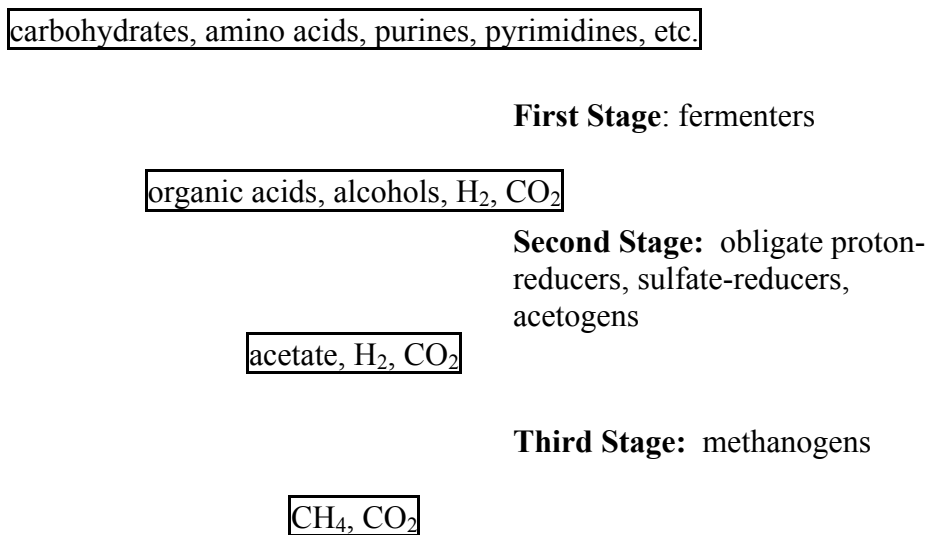 carbohydrates, amino acids, purines, pyrimidines, etc.
First Stage: fermenters
organic acids, alcohols, H₂, CO₂
Second Stage: obligate proton-
reducers, sulfate-reducers,
acetogens
acetate, H₂, CO₂
Third Stage: methanogens
CH₄, CO₂